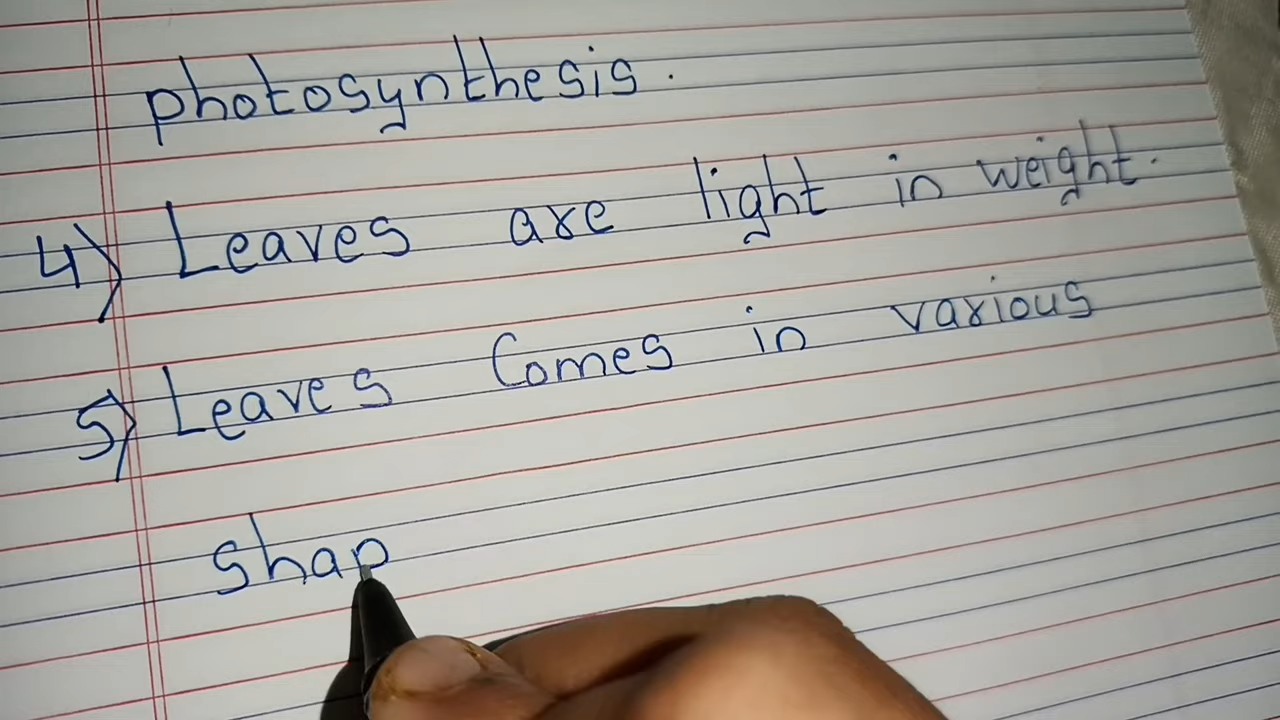 photosynthesis.
4) Leaves are light in weight.
5) Leaves Comes in various
shap